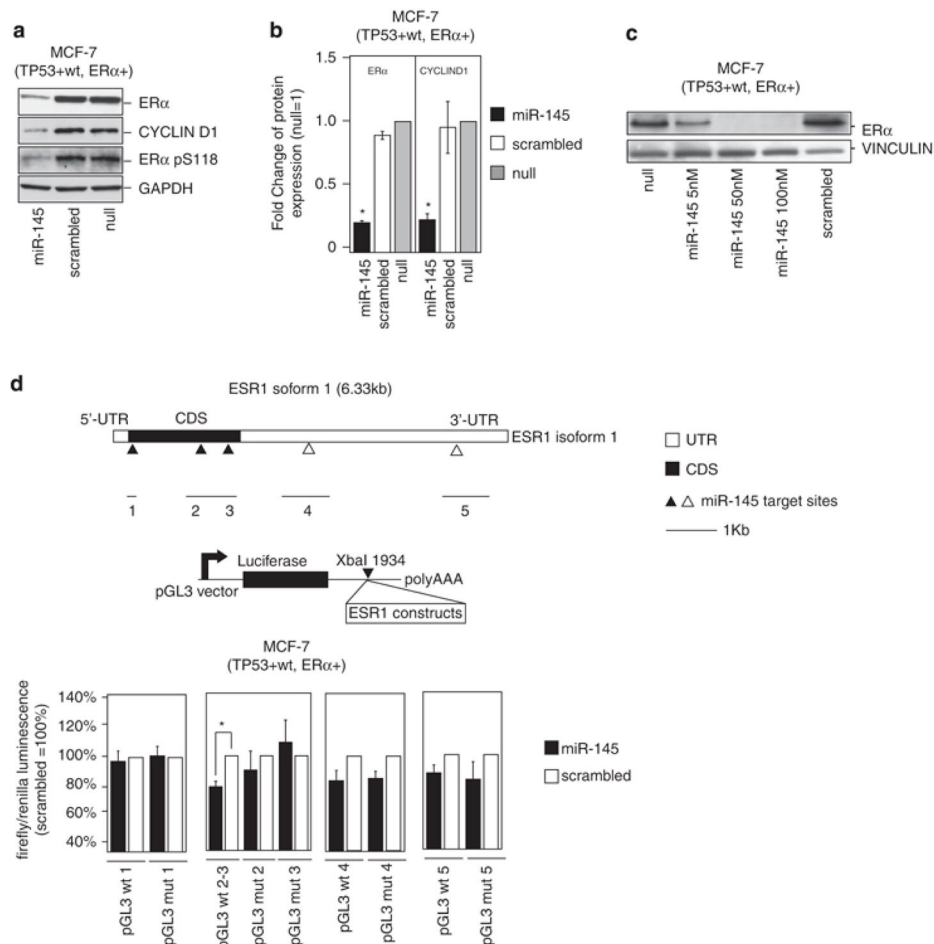 a
MCF-7
(TP53+wt, ERα+)
ERα
CYCLIN D1
ERα pS118
GAPDH
miR-145
scrambled
null
b
MCF-7
(TP53+wt, ERα+)
Fold Change of protein
expression (null=1)
1.5
1.0
0.5
0
ERα
CYCLIND1
miR-145
scrambled
null
miR-145
scrambled
null
miR-145
scrambled
null
*
*
c
MCF-7
(TP53+wt, ERα+)
ERα
VINCULIN
null
miR-145 5nM
miR-145 50nM
miR-145 100nM
scrambled
d
ESR1 soform 1 (6.33kb)
5'-UTR
CDS
3'-UTR
ESR1 isoform 1
1
2
3
4
5
UTR
CDS
miR-145 target sites
1Kb
Luciferase
XbaI 1934
pGL3 vector
polyAAA
ESR1 constructs
MCF-7
(TP53+wt, ERα+)
firefly/renilla luminescence
(scrambled =100%)
140%
120%
100%
80%
60%
40%
*
miR-145
scrambled
pGL3 wt 1
pGL3 mut 1
pGL3 wt 2-3
pGL3 mut 2
pGL3 mut 3
pGL3 wt 4
pGL3 mut 4
pGL3 wt 5
pGL3 mut 5